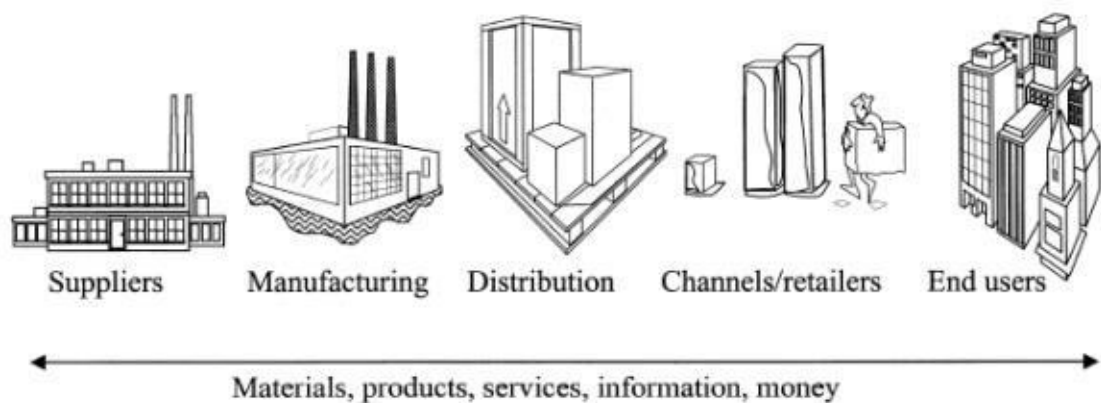 Suppliers Manufacturing Distribution Channels/retailers End users
Materials, products, services, information, money